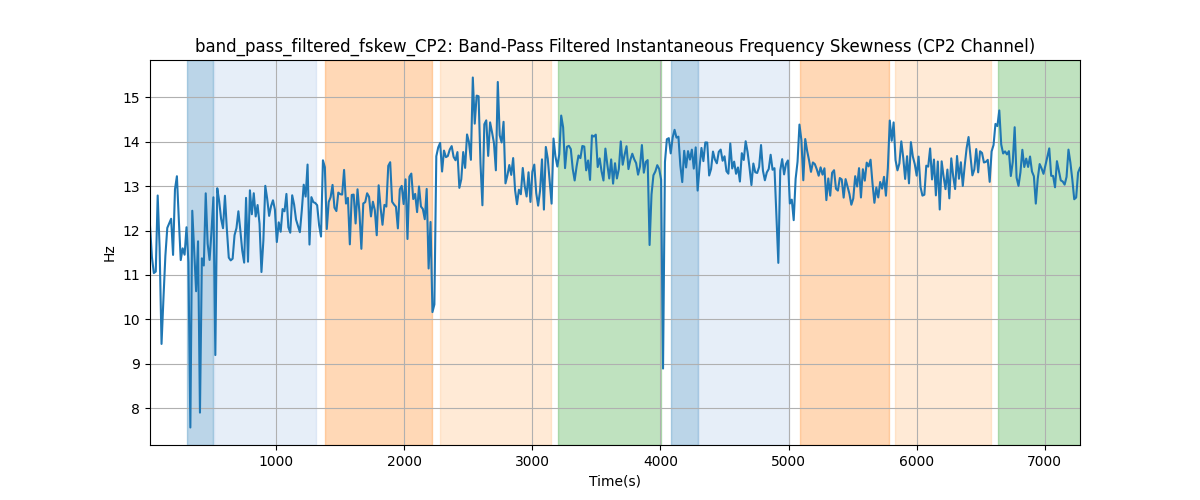 band_pass_filtered_fskew_CP2: Band-Pass Filtered Instantaneous Frequency Skewness (CP2 Channel)
15
14
13
12
11
10
9
8
Hz
1000 2000 3000 4000 5000 6000 7000
Time(s)